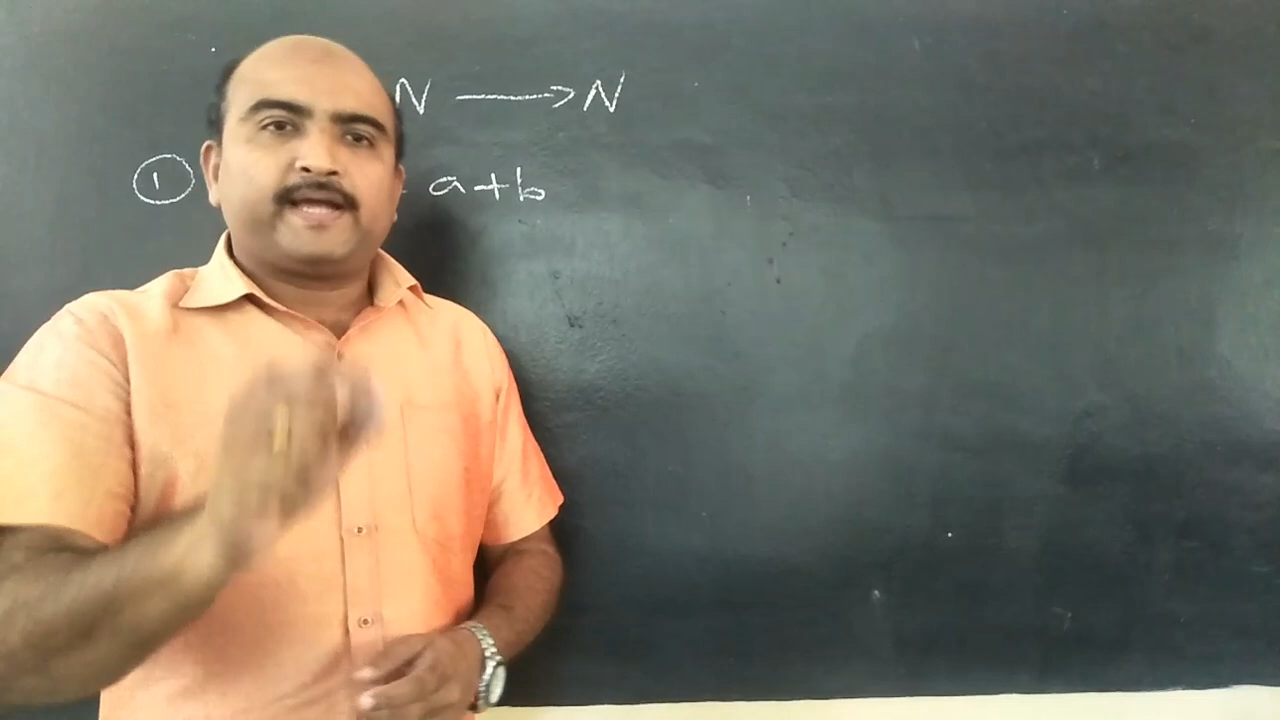 N → N
① a+b